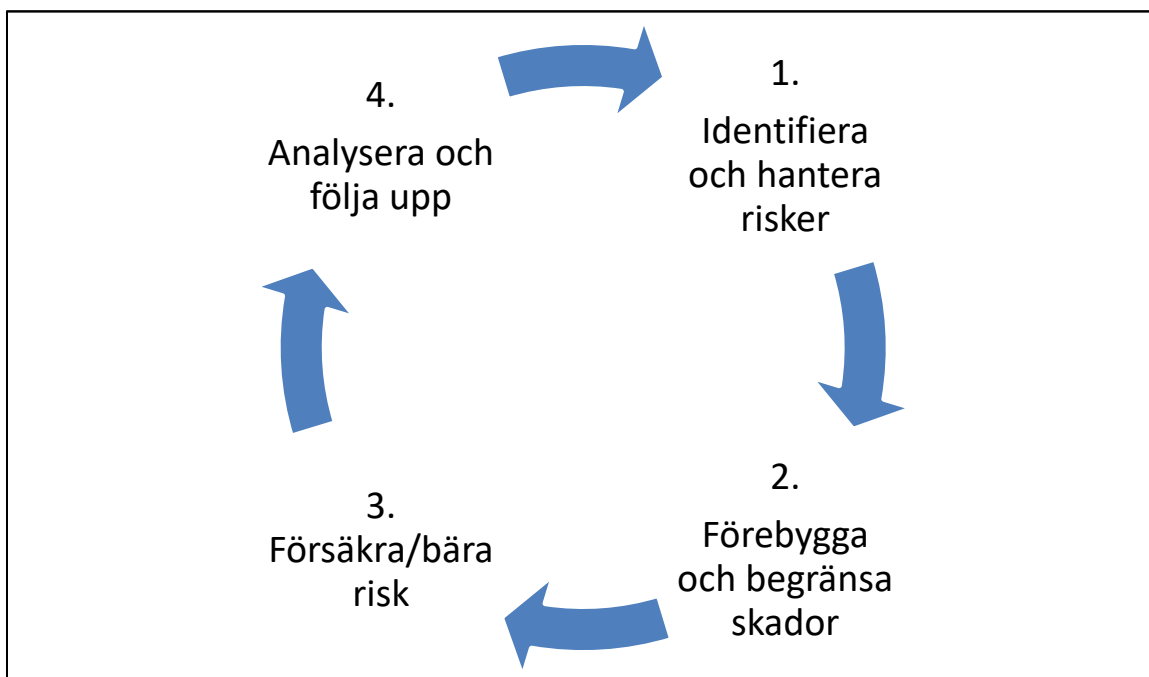 1.
Identifiera
och hantera
risker
2.
Förebygga
och begränsa
skador
3.
Försäkra/bära
risk
4.
Analysera och
följa upp